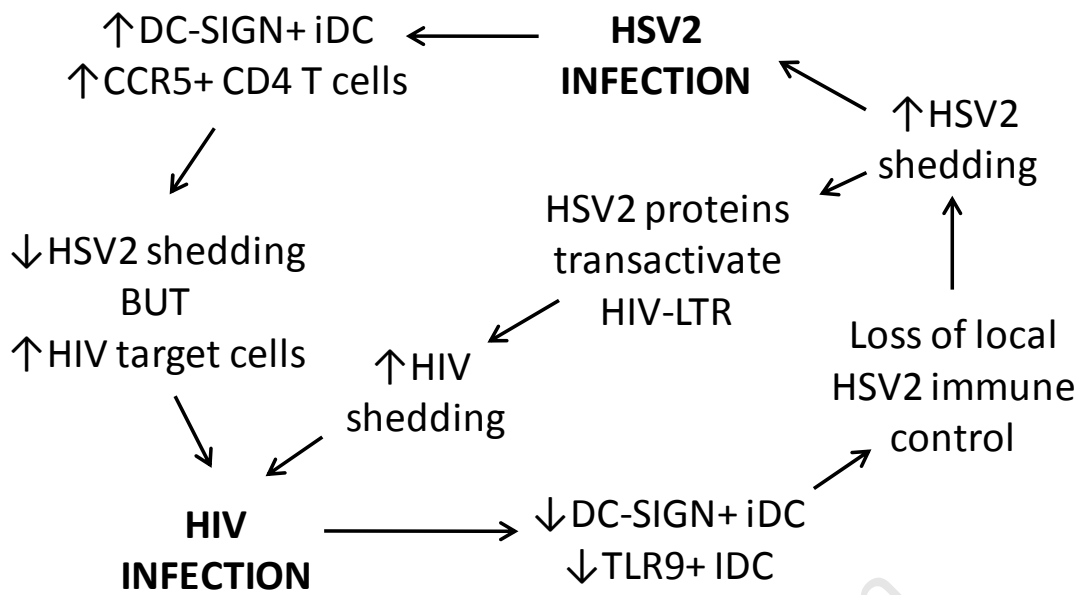 ↑DC-SIGN+ iDC
↑CCR5+ CD4 T cells
HSV2
INFECTION
↑HSV2
shedding
HSV2 proteins
transactivate
HIV-LTR
↓HSV2 shedding
BUT
↑HIV target cells
↑HIV
shedding
Loss of local
HSV2 immune
control
HIV
INFECTION
↓DC-SIGN+ iDC
↓TLR9+ IDC